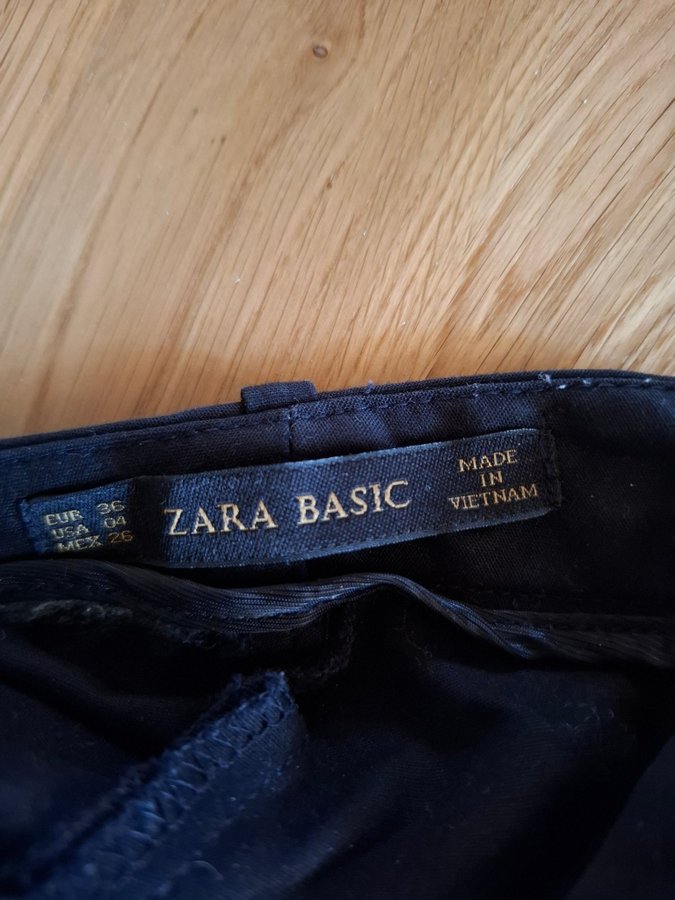 EUR 36
USA 04
MEX 26
ZARA BASIC
MADE
IN
VIETNAM